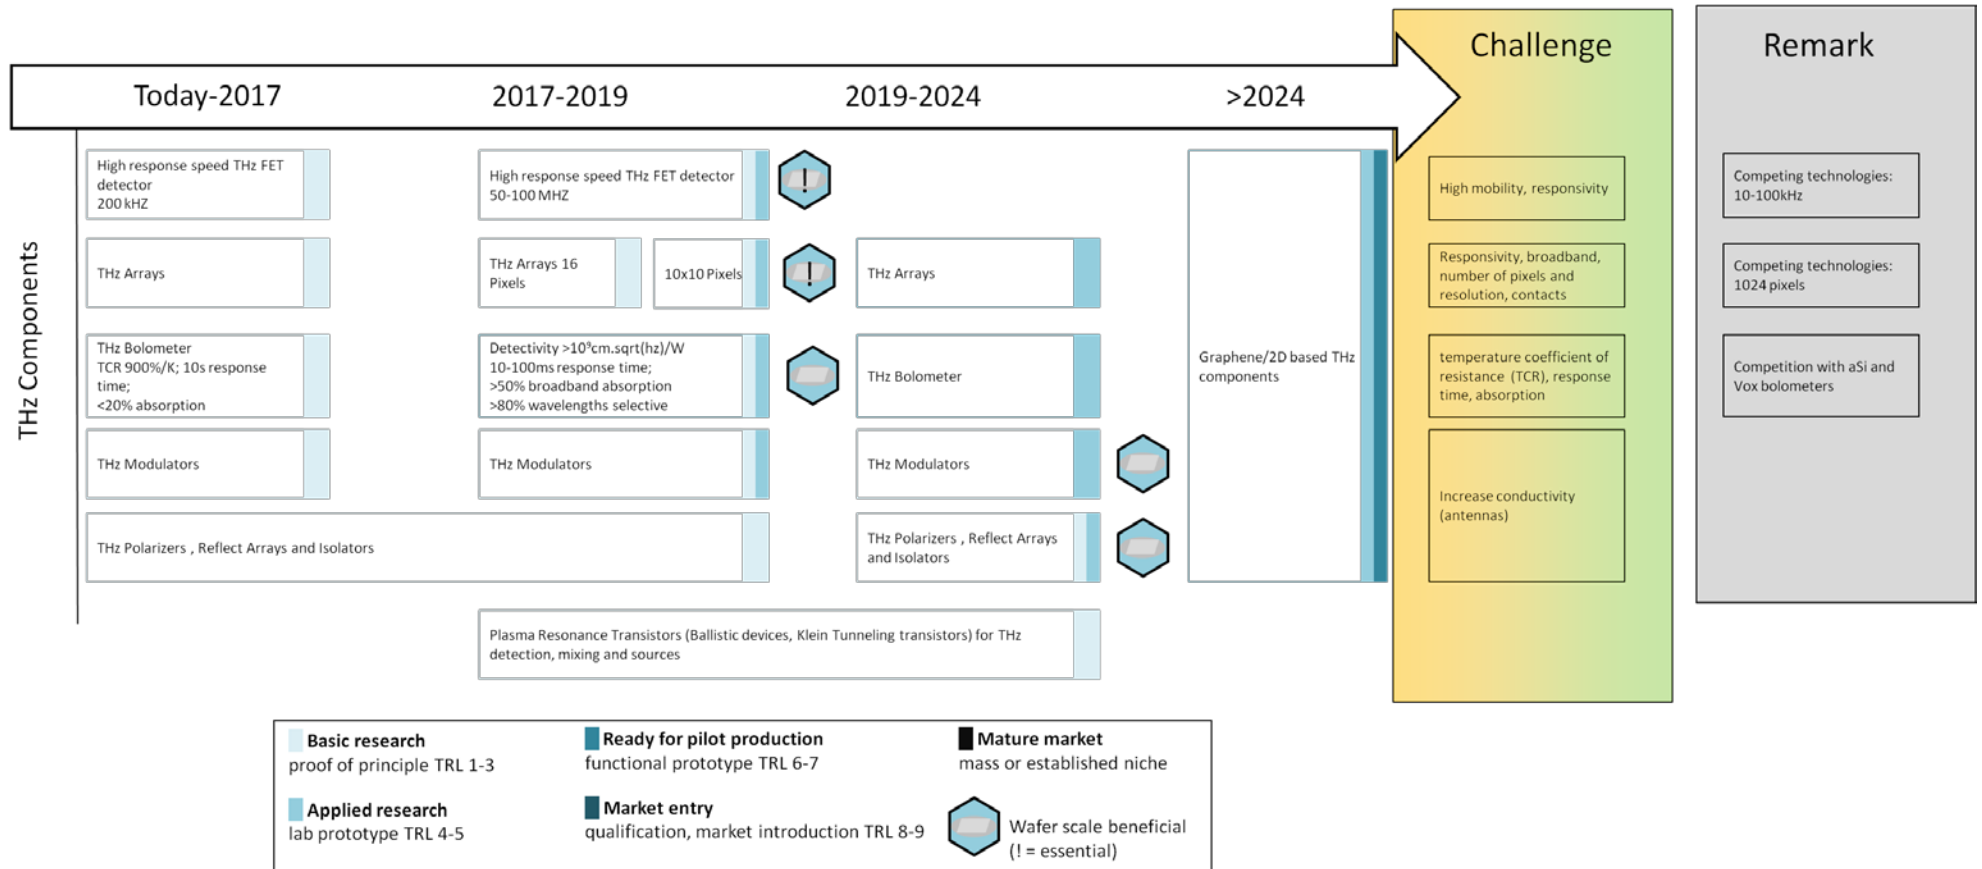 Challenge
Remark
Today-2017
2017-2019
2019-2024
>2024
THz Components
High response speed THz FET
detector
200 kHZ
High response speed THz FET detector
50-100 MHZ
High mobility, responsivity
Competing technologies:
10-100kHz
THz Arrays
THz Arrays 16
Pixels
10x10 Pixels
THz Arrays
Responsivity, broadband,
number of pixels and
resolution, contacts
Competing technologies:
1024 pixels
THz Bolometer
TCR 900%/K; 10s response
time;
<20% absorption
Detectivity >10⁹cm.sqrt(hz)/W
10-100ms response time;
>50% broadband absorption
>80% wavelengths selective
THz Bolometer
Graphene/2D based THz
components
temperature coefficient of
resistance (TCR), response
time, absorption
Competition with aSi and
Vox bolometers
THz Modulators
THz Modulators
THz Modulators
Increase conductivity
(antennas)
THz Polarizers , Reflect Arrays and Isolators
THz Polarizers , Reflect Arrays
and Isolators
Plasma Resonance Transistors (Ballistic devices, Klein Tunneling transistors) for THz
detection, mixing and sources
Basic research
proof of principle TRL 1-3
Ready for pilot production
functional prototype TRL 6-7
Mature market
mass or established niche
Applied research
lab prototype TRL 4-5
Market entry
qualification, market introduction TRL 8-9
Wafer scale beneficial
(! = essential)
!
!